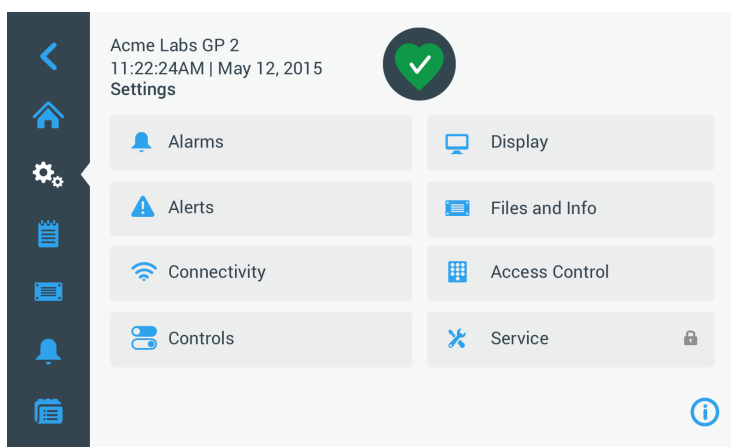 Acme Labs GP 2
11:22:24AM | May 12, 2015
Settings
Alarms
Display
Alerts
Files and Info
Connectivity
Access Control
Controls
Service